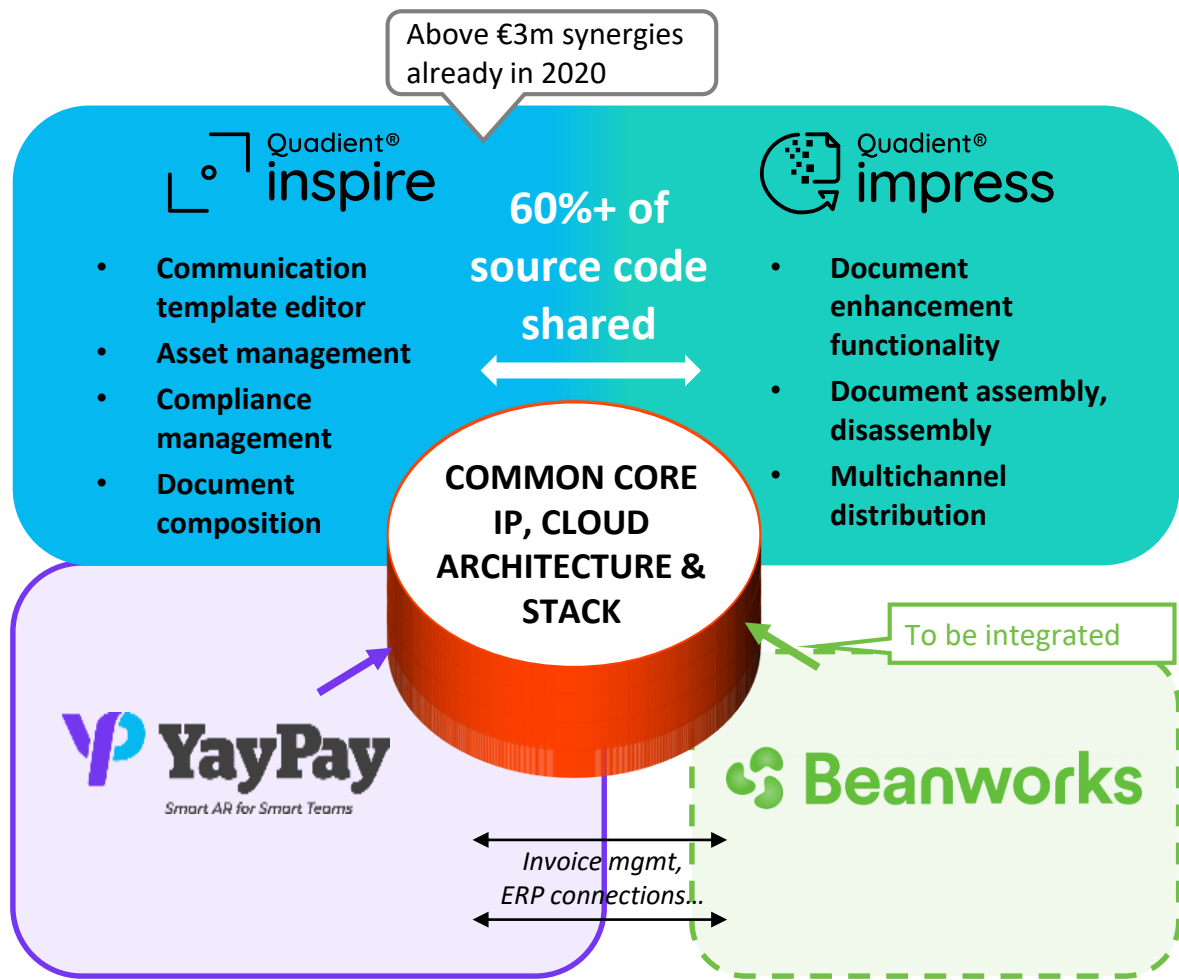 Above €3m synergies
already in 2020
Quadient®
inspire
• Communication
template editor
• Asset management
• Compliance
management
• Document
composition
60%+ of
source code
shared
Quadient®
impress
• Document
enhancement
functionality
• Document assembly,
disassembly
• Multichannel
distribution
COMMON CORE
IP, CLOUD
ARCHITECTURE &
STACK
To be integrated
YP YayPay
Smart AR for Smart Teams
Beanworks
Invoice mgmt,
ERP connections…